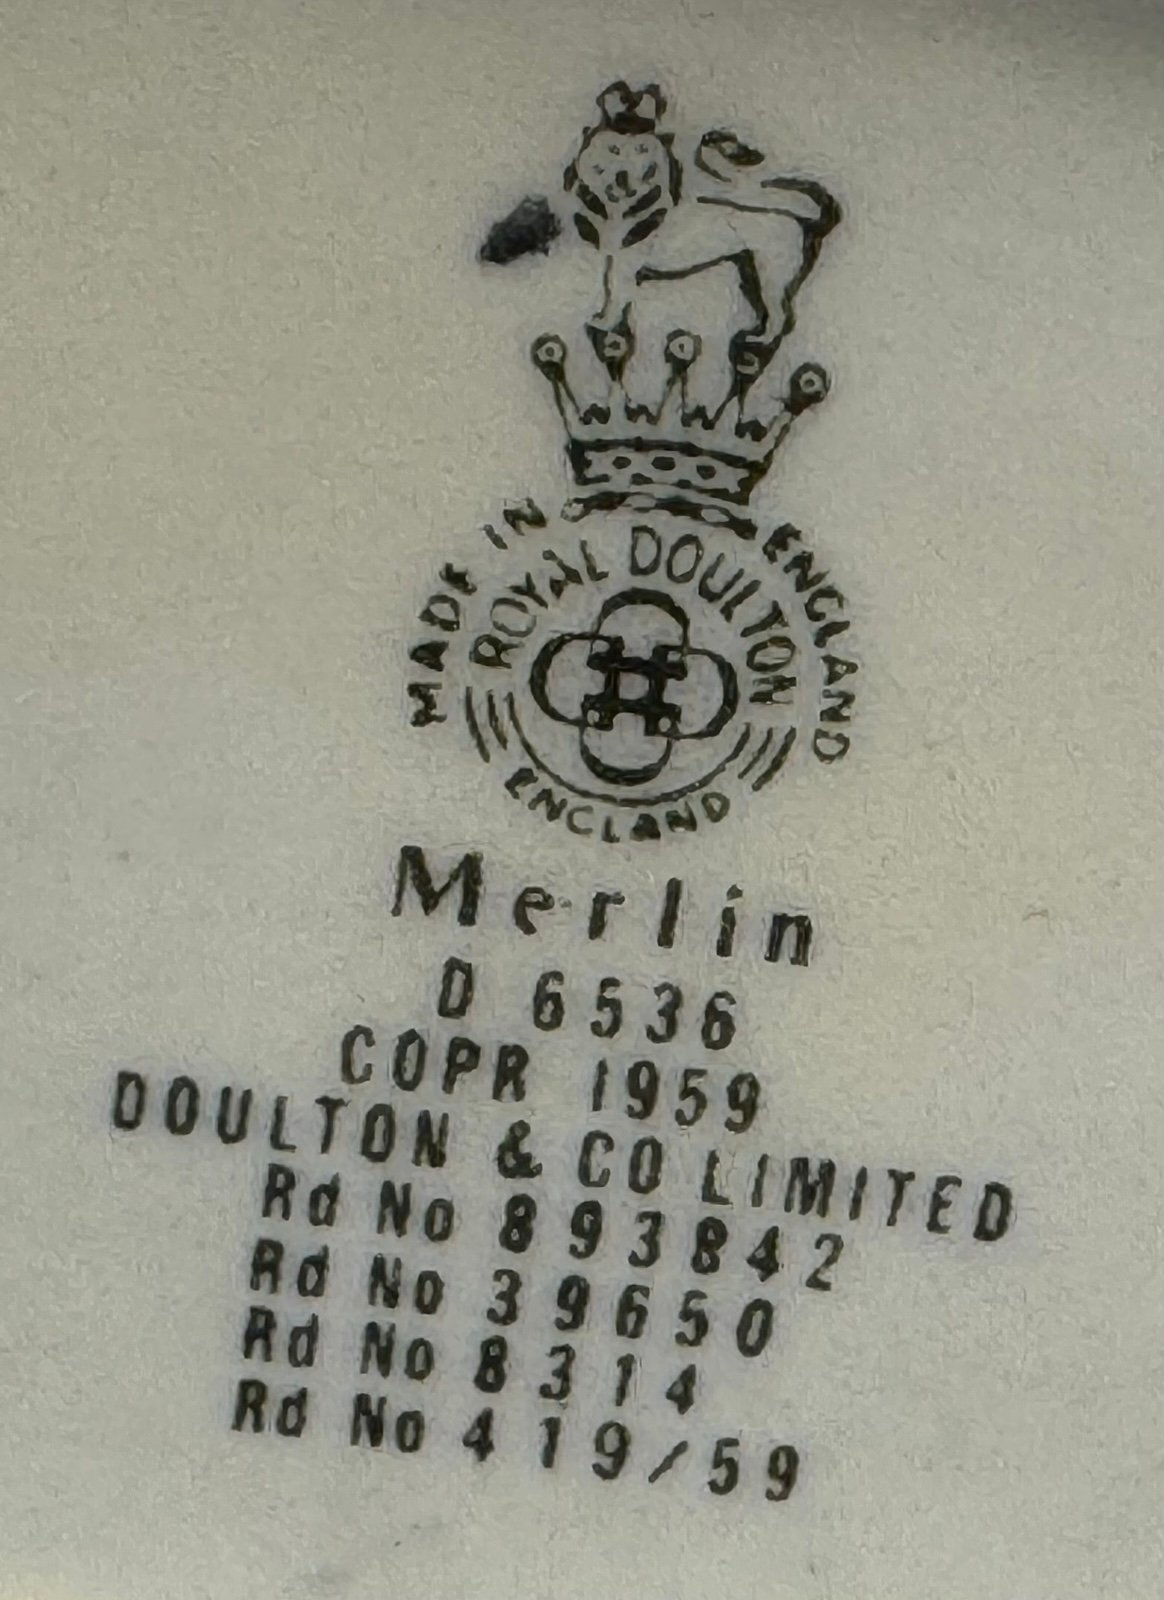 MADE IN ENGLAND
ROYAL DOULTON
ENGLAND
Merlin
D 6536
COPR 1959
DOULTON & CO LIMITED
Rd No 893842
Rd No 39650
Rd No 8314
Rd No 419/59